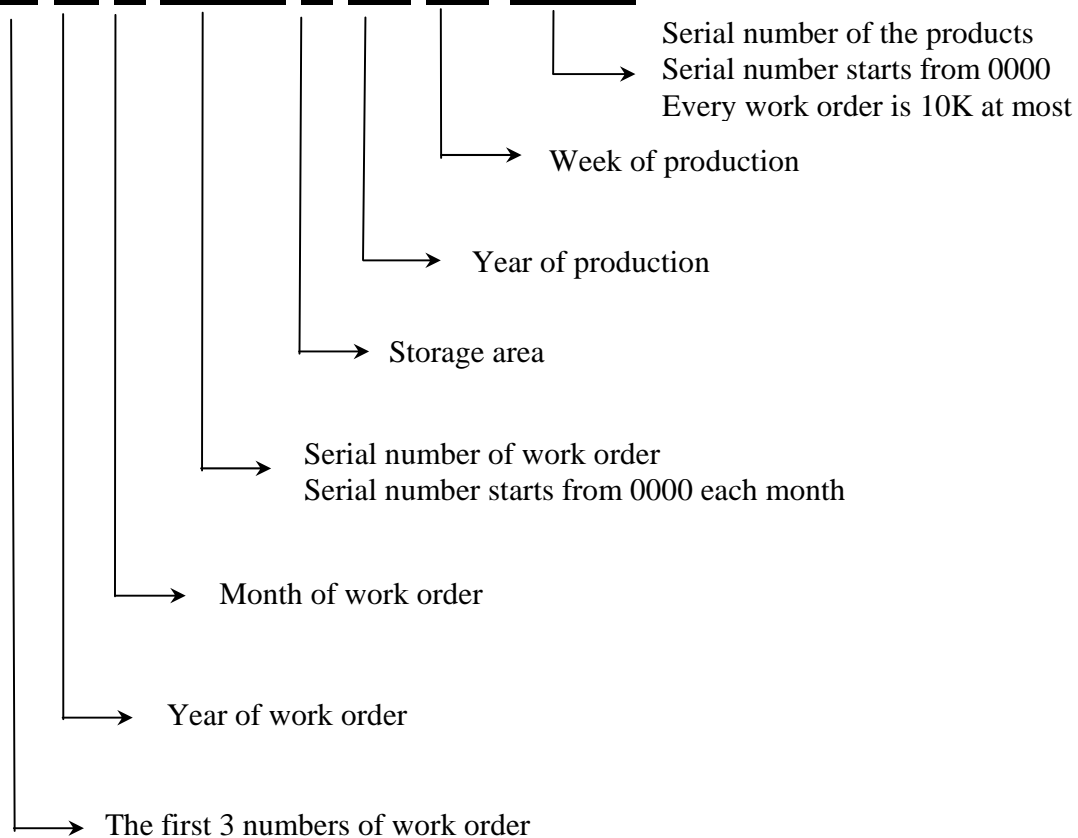 Serial number of the products
Serial number starts from 0000
Every work order is 10K at most
Week of production
Year of production
Storage area
Serial number of work order
Serial number starts from 0000 each month
Month of work order
Year of work order
The first 3 numbers of work order